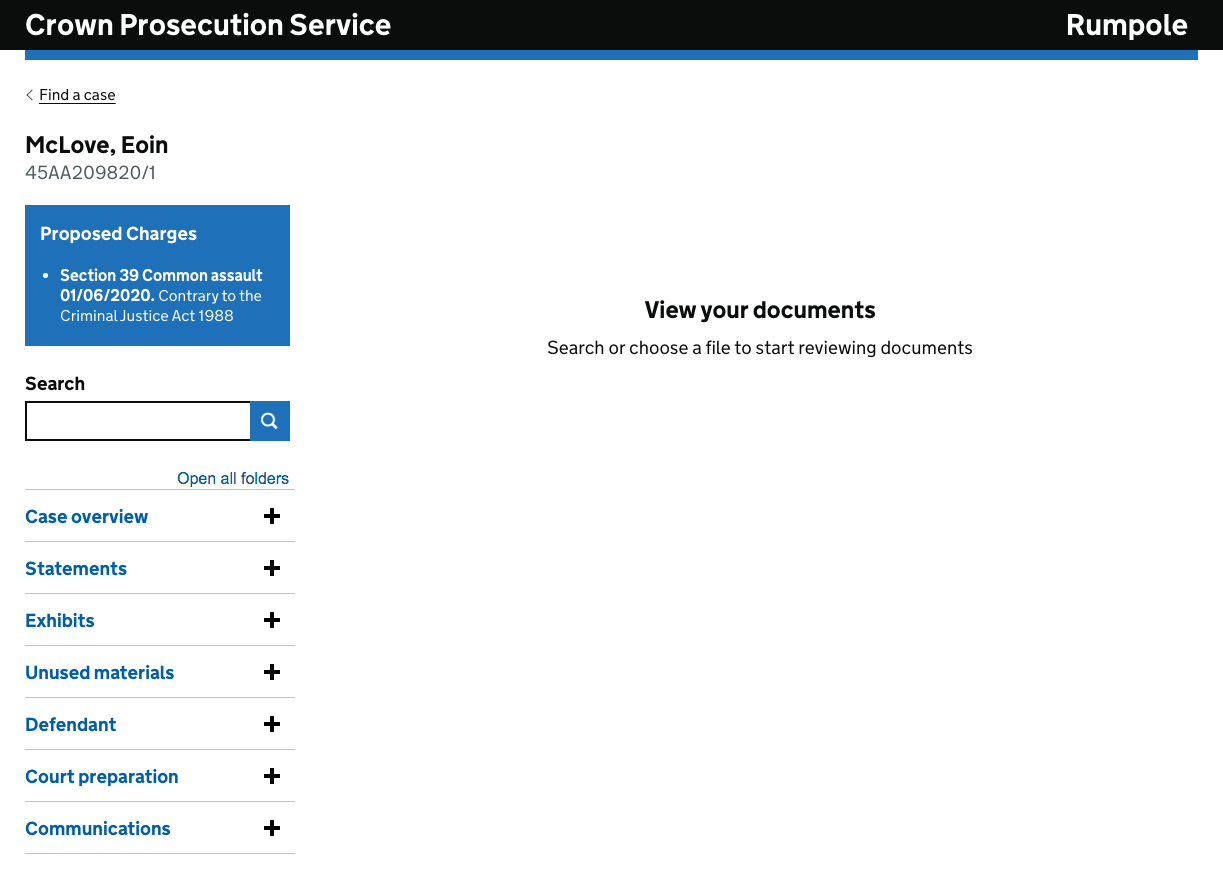 Crown Prosecution Service
Rumpole
Find a case
McLove, Eoin
45AA209820/1
Proposed Charges
Section 39 Common assault
01/06/2020. Contrary to the
Criminal Justice Act 1988
View your documents
Search or choose a file to start reviewing documents
Search
Open all folders
Case overview
Statements
Exhibits
Unused materials
Defendant
Court preparation
Communications